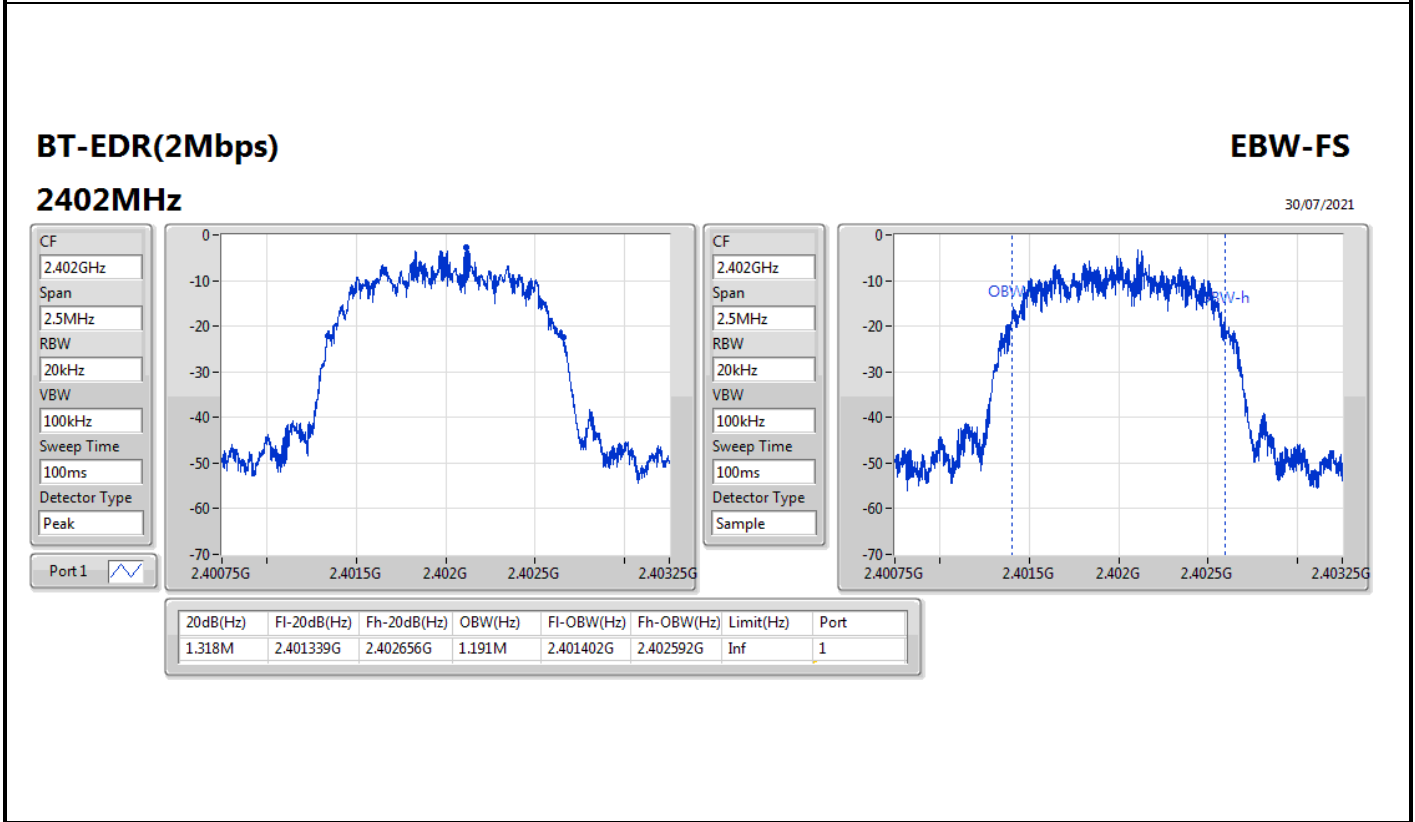 BT-EDR(2Mbps)
EBW-FS
2402MHz
30/07/2021
CF
2.402GHz
Span
2.5MHz
RBW
20kHz
VBW
100kHz
Sweep Time
100ms
Detector Type
Peak
Port 1
0
-10
-20
-30
-40
-50
-60
-70
2.40075G 2.4015G 2.402G 2.4025G 2.40325G
CF
2.402GHz
Span
2.5MHz
RBW
20kHz
VBW
100kHz
Sweep Time
100ms
Detector Type
Sample
0
-10
-20
-30
-40
-50
-60
-70
2.40075G 2.4015G 2.402G 2.4025G 2.40325G
20dB(Hz) Fl-20dB(Hz) Fh-20dB(Hz) OBW(Hz) Fl-OBW(Hz) Fh-OBW(Hz) Limit(Hz) Port
1.318M 2.401339G 2.402656G 1.191M 2.401402G 2.402592G Inf 1